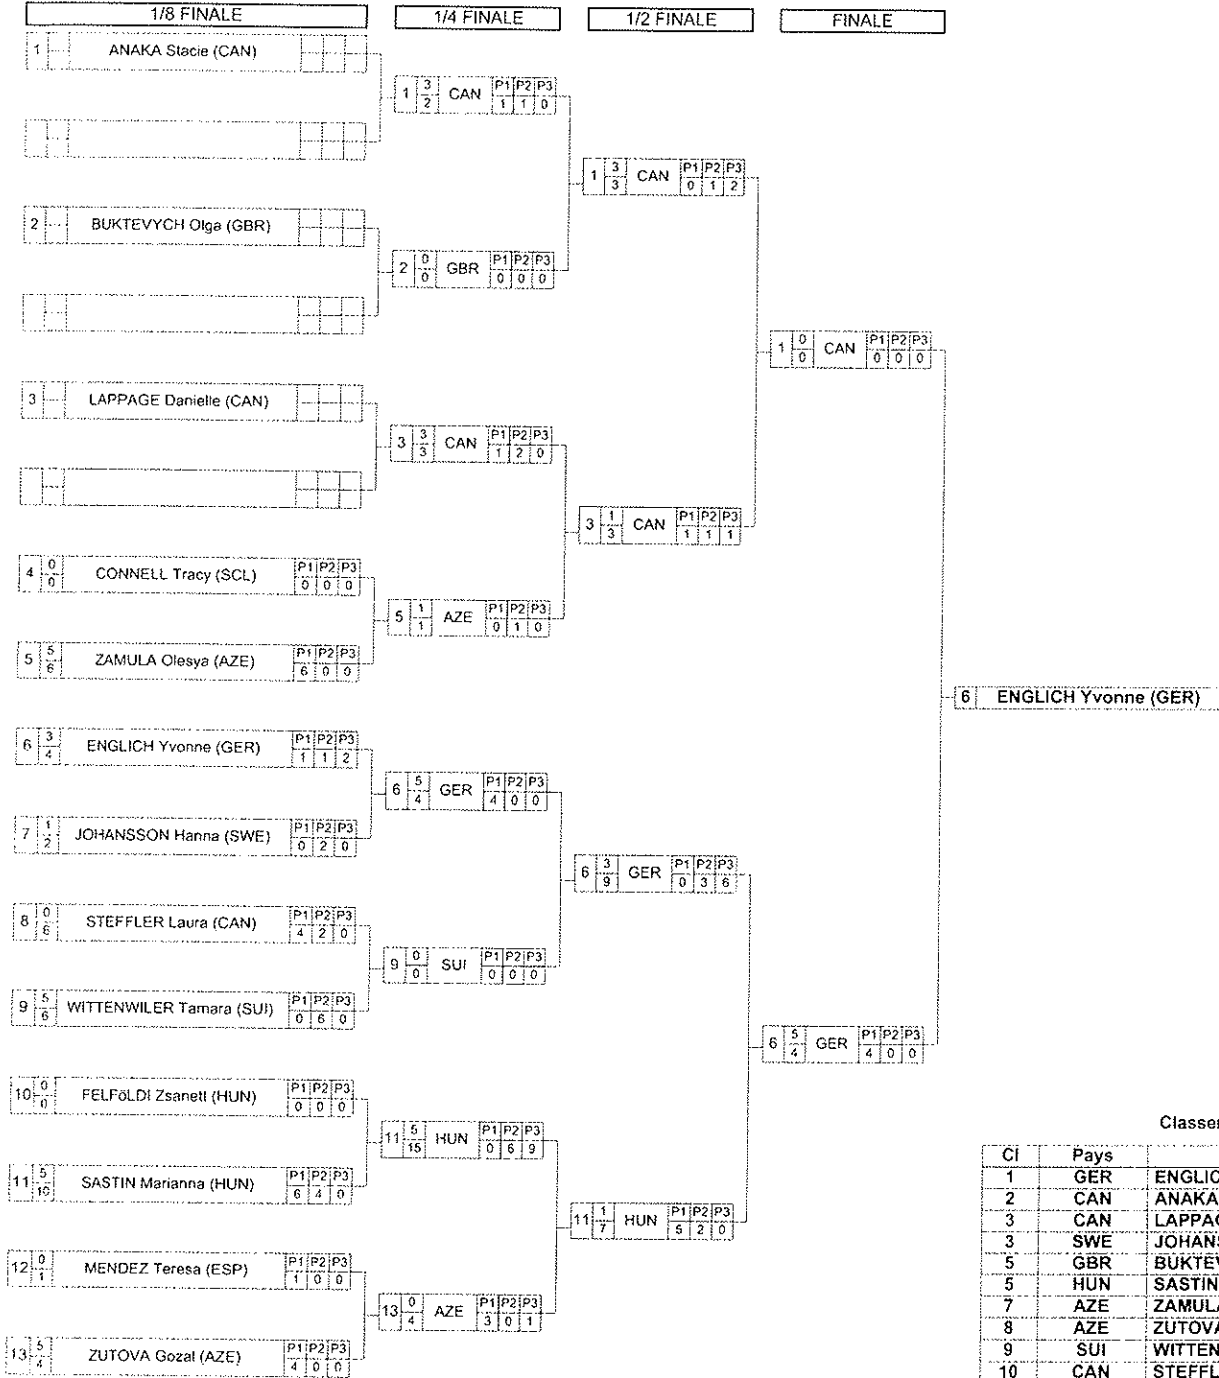 1/8 FINALE
1/4 FINALE
1/2 FINALE
FINALE
1 --- ANAKA Stacie (CAN)
1 3 2 CAN P1 P2 P3 1 1 0
---
1 3 3 CAN P1 P2 P3 0 1 2
2 --- BUKTEVYCH Olga (GBR)
2 0 0 GBR P1 P2 P3 0 0 0
---
1 0 0 CAN P1 P2 P3 0 0 0
3 --- LAPPAGE Danielle (CAN)
3 3 3 CAN P1 P2 P3 1 2 0
---
3 1 3 CAN P1 P2 P3 1 1 1
4 0 0 CONNELL Tracy (SCL) P1 P2 P3 0 0 0
5 1 1 AZE P1 P2 P3 0 1 0
5 5 6 ZAMULA Olesya (AZE) P1 P2 P3 6 0 0
6 ENGLICH Yvonne (GER)
6 3 4 ENGLICH Yvonne (GER) P1 P2 P3 1 1 2
6 5 4 GER P1 P2 P3 4 0 0
7 1 2 JOHANSSON Hanna (SWE) P1 P2 P3 0 2 0
6 3 9 GER P1 P2 P3 0 3 6
8 0 6 STEFFLER Laura (CAN) P1 P2 P3 4 2 0
9 0 0 SUI P1 P2 P3 0 0 0
9 5 6 WITTENWILER Tamara (SUI) P1 P2 P3 0 6 0
6 5 4 GER P1 P2 P3 4 0 0
10 0 0 FELFöLDI Zsanett (HUN) P1 P2 P3 0 0 0
11 5 15 HUN P1 P2 P3 0 6 9
11 5 10 SASTIN Marianna (HUN) P1 P2 P3 6 4 0
11 1 7 HUN P1 P2 P3 5 2 0
12 0 1 MENDEZ Teresa (ESP) P1 P2 P3 1 0 0
13 0 4 AZE P1 P2 P3 3 0 1
13 5 4 ZUTOVA Gozal (AZE) P1 P2 P3 4 0 0
Classe
Cl Pays
1 GER ENGLIC
2 CAN ANAKA
3 CAN LAPPAG
3 SWE JOHANS
5 GBR BUKTEV
5 HUN SASTIN
7 AZE ZAMULA
8 AZE ZUTOVA
9 SUI WITTEN
10 CAN STEFFL